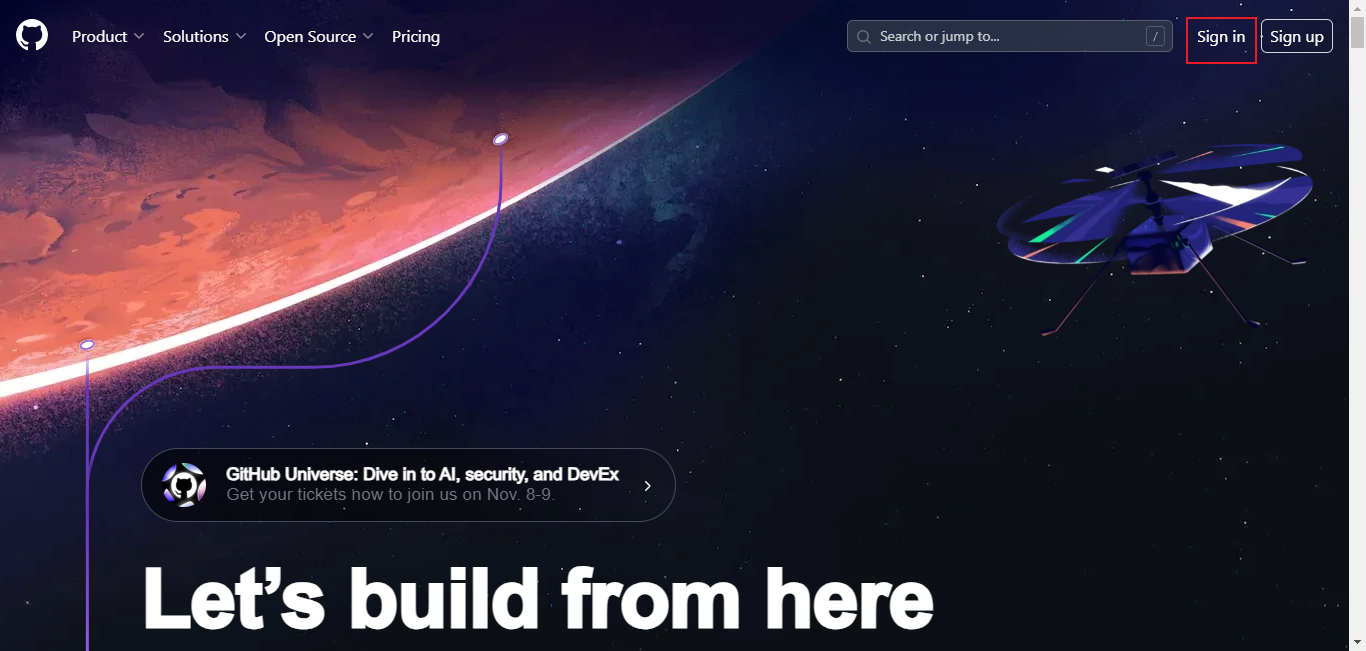 Product Solutions Open Source Pricing Search or jump to... / Sign in Sign up
GitHub Universe: Dive in to AI, security, and DevEx
Get your tickets how to join us on Nov. 8-9.
Let’s build from here